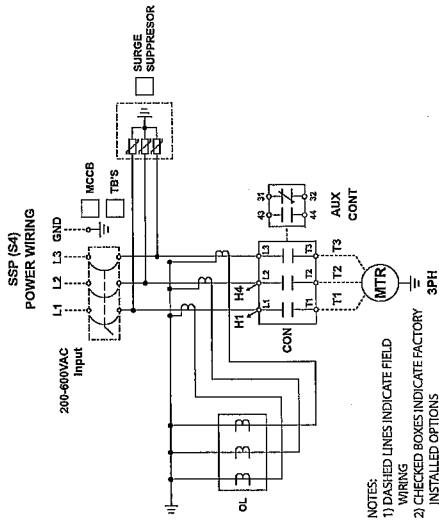 SSP (S4)
POWER WIRING
200-600VAC
Input
L1 L2 L3 GND
MCCB
TB'S
SURGE
SUPPRESOR
H1 H4
L1 L2 L3
CON
T1 T2 T3
43 31
44 32
AUX
CONT
OL
T1 T2 T3
MTR
3PH
NOTES:
1) DASHED LINES INDICATE FIELD
WIRING
2) CHECKED BOXES INDICATE FACTORY
INSTALLED OPTIONS